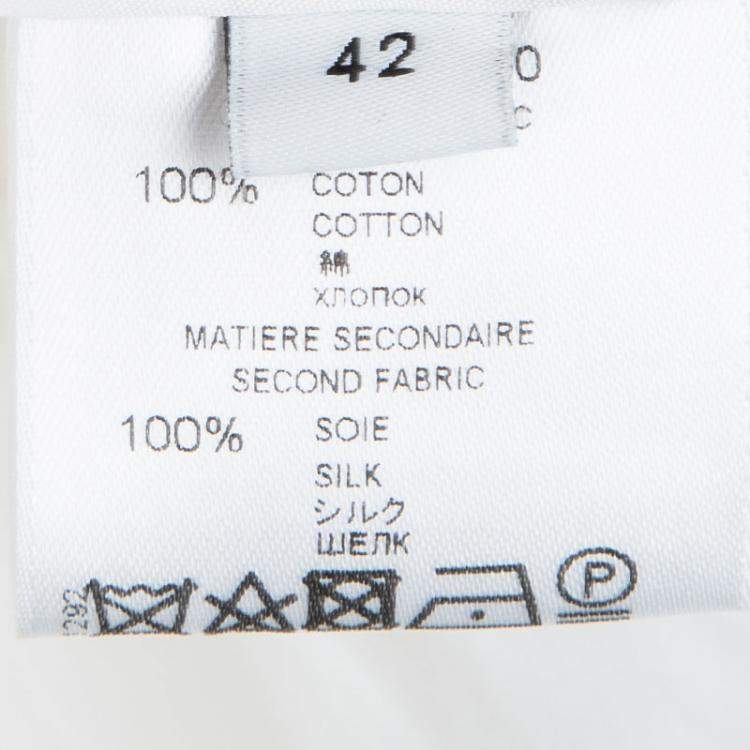 42
100% COTON
COTTON
綿
ХЛОПОК
MATIERE SECONDAIRE
SECOND FABRIC
100% SOIE
SILK
シルク
ШЕЛК
P